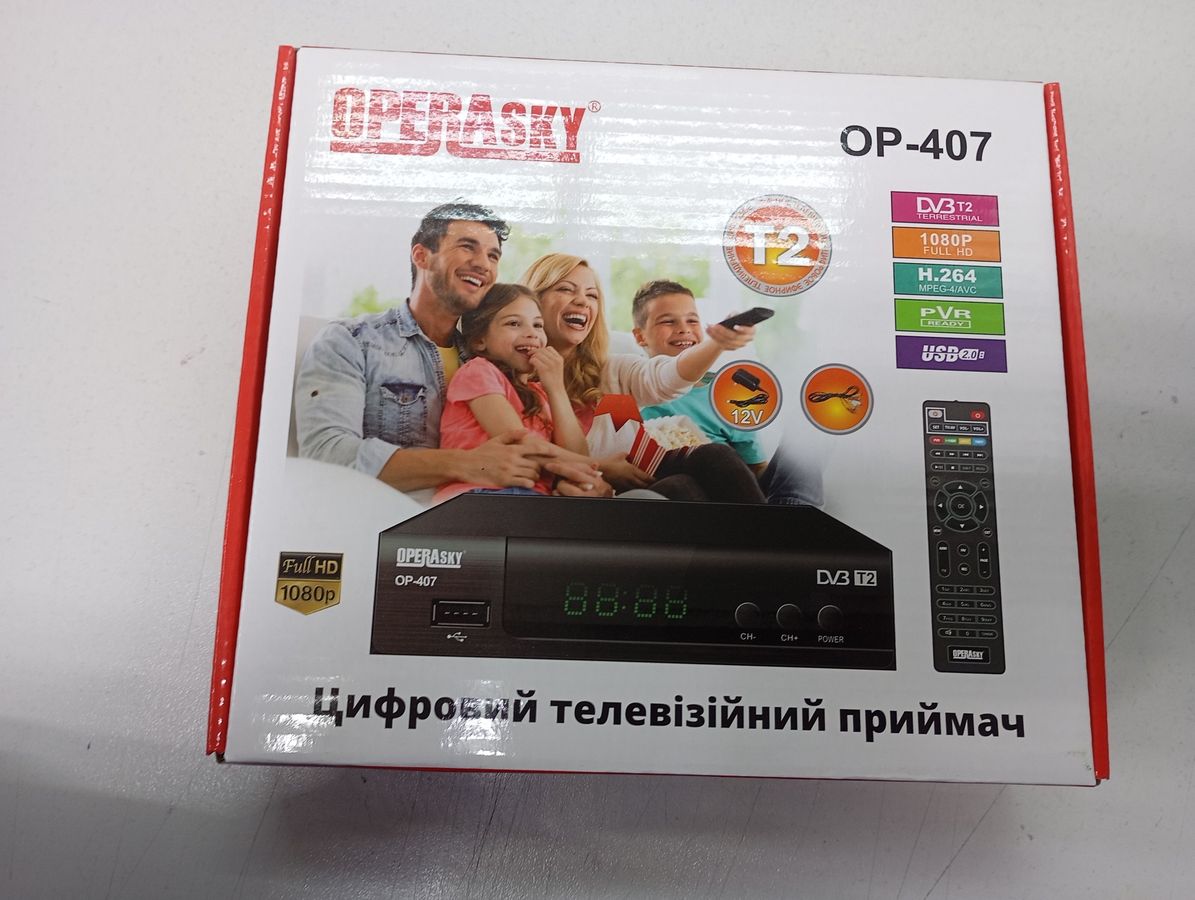 OPERASKY®
OP-407
DVB T2
TERRESTRIAL
1080P
FULL HD
H.264
MPEG-4/AVC
PVR
READY
USB 2.0
T2
12V
Full HD
1080p
OPERASKY
OP-407
88:88
DVB T2
CH-
CH+
POWER
OK
OPERASKY
Цифровий телевізійний приймач